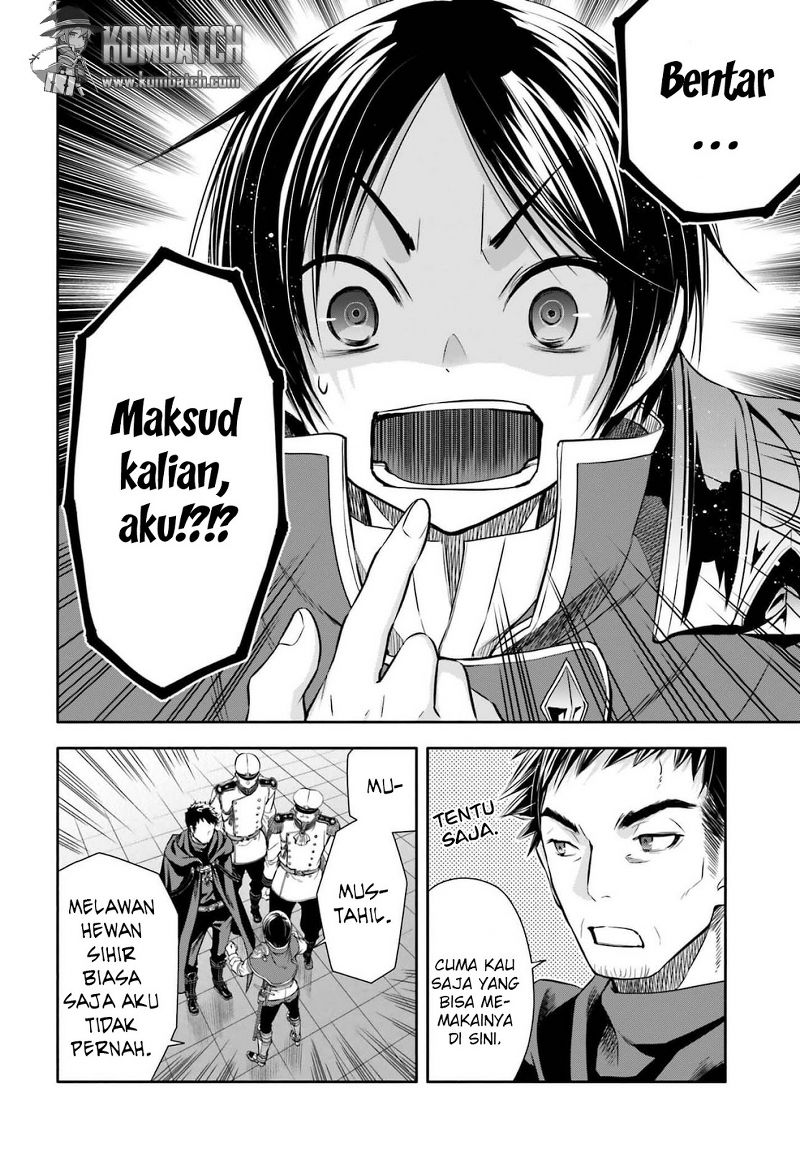 KOMBATCH
www.kombatch.com
Bentar
...
Maksud
kalian,
aku!?!?
TENTU
SAJA.
CUMA KAU
SAJA YANG
BISA ME-
MAKAINYA
DI SINI.
MU-
MUS-
TAHIL.
MELAWAN
HEWAN
SIHIR
BIASA
SAJA AKU
TIDAK
PERNAH.